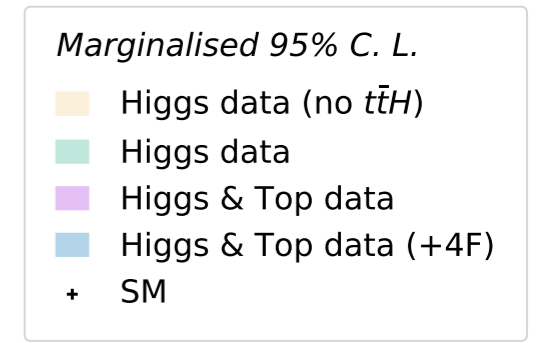 Marginalised 95% C. L.
Higgs data (no tt̄H)
Higgs data
Higgs & Top data
Higgs & Top data (+4F)
SM